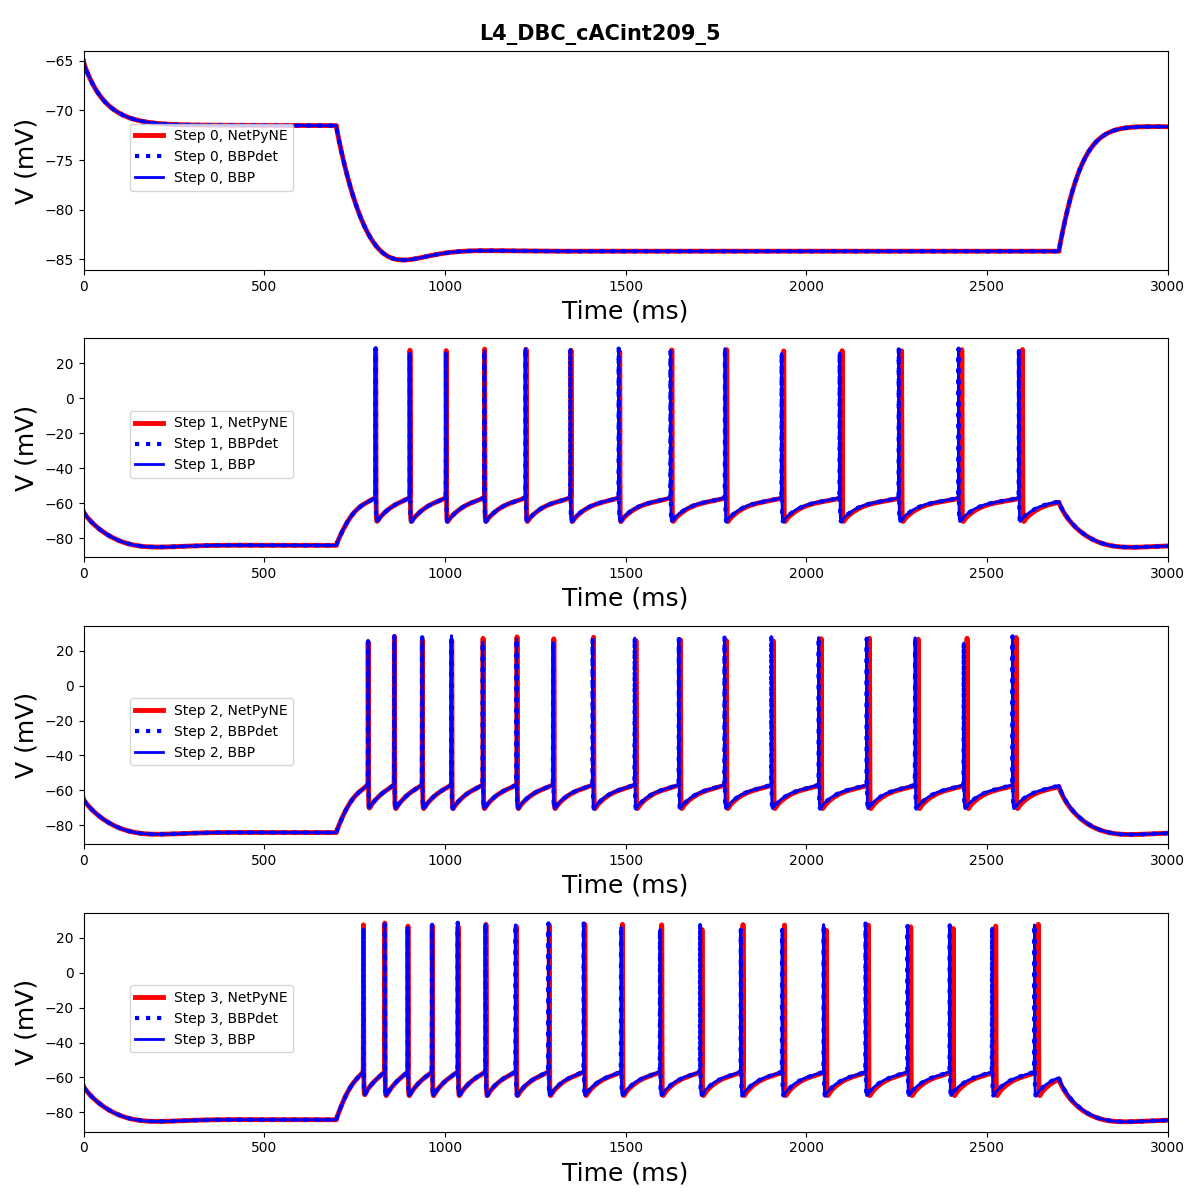 L4_DBC_cACint209_5
V (mV)
−65
−70
−75
−80
−85
Step 0, NetPyNE
Step 0, BBPdet
Step 0, BBP
0 500 1000 1500 2000 2500 3000
Time (ms)
V (mV)
20
0
−20
−40
−60
−80
Step 1, NetPyNE
Step 1, BBPdet
Step 1, BBP
0 500 1000 1500 2000 2500 3000
Time (ms)
V (mV)
20
0
−20
−40
−60
−80
Step 2, NetPyNE
Step 2, BBPdet
Step 2, BBP
0 500 1000 1500 2000 2500 3000
Time (ms)
V (mV)
20
0
−20
−40
−60
−80
Step 3, NetPyNE
Step 3, BBPdet
Step 3, BBP
0 500 1000 1500 2000 2500 3000
Time (ms)